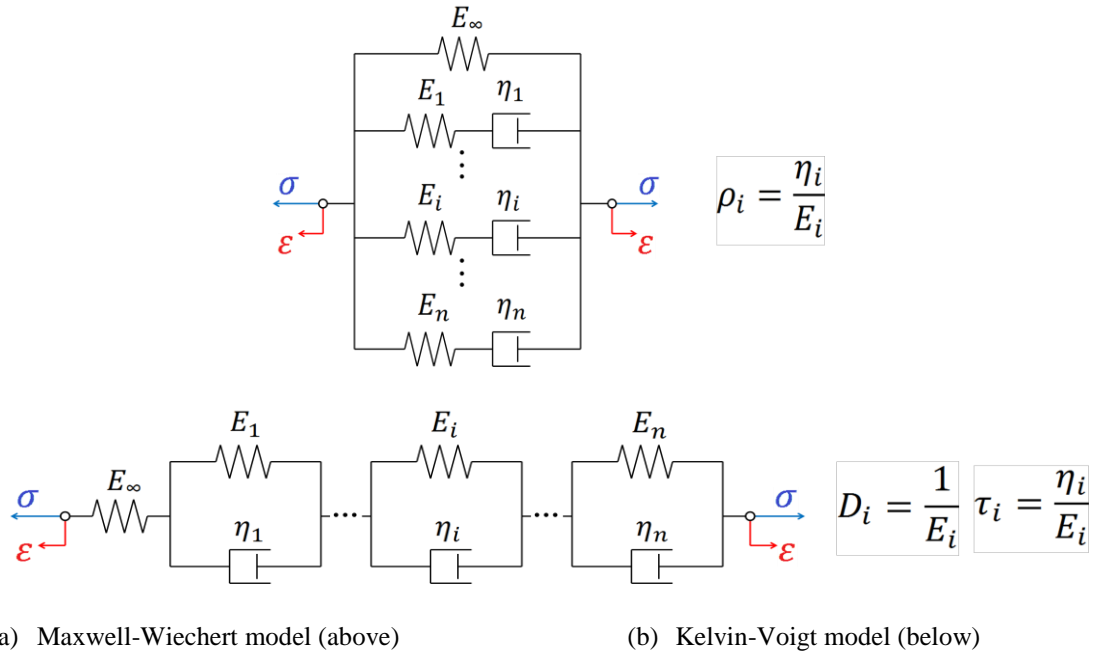 E∞
E₁ η₁
⋮
σ Eᵢ ηᵢ σ
ε ε
⋮
Eₙ ηₙ
ρᵢ = ηᵢ / Eᵢ
E₁ Eᵢ Eₙ
σ E∞ ... ... σ
ε η₁ ηᵢ ηₙ ε
Dᵢ = 1 / Eᵢ τᵢ = ηᵢ / Eᵢ
a) Maxwell-Wiechert model (above) (b) Kelvin-Voigt model (below)